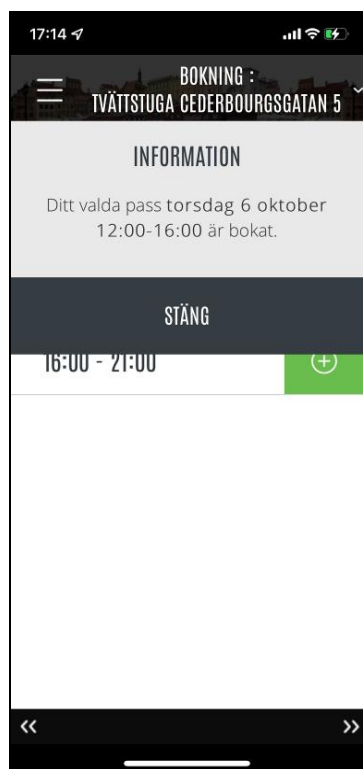 17:14
BOKNING :
TVÄTTSTUGA CEDERBOURGSGATAN 5
INFORMATION
Ditt valda pass torsdag 6 oktober
12:00-16:00 är bokat.
STÄNG
16:00 - 21:00